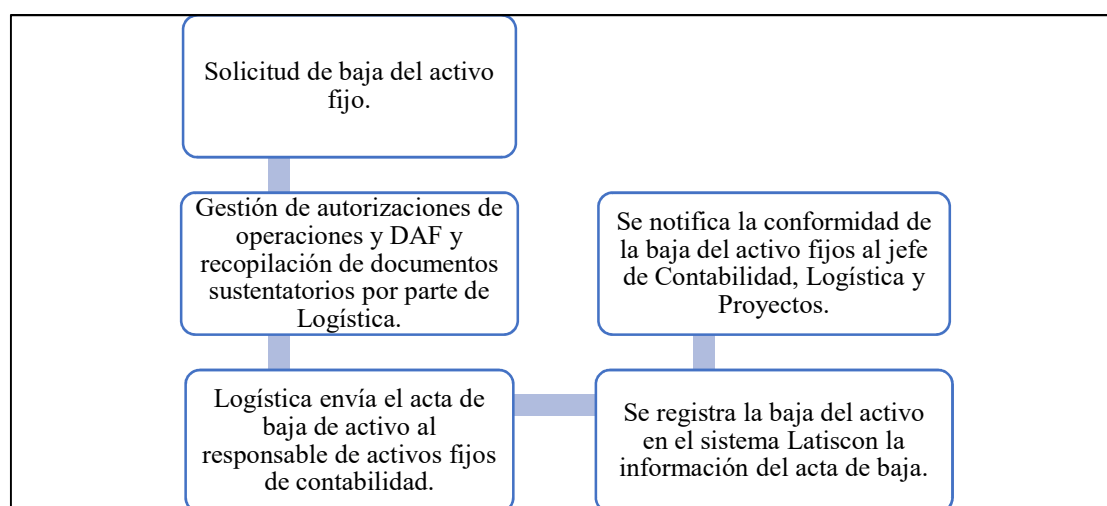 Solicitud de baja del activo
fijo.
Gestión de autorizaciones de
operaciones y DAF y
recopilación de documentos
sustentatorios por parte de
Logística.
Logística envía el acta de
baja de activo al
responsable de activos fijos
de contabilidad.
Se registra la baja del activo
en el sistema Latiscon la
información del acta de baja.
Se notifica la conformidad de
la baja del activo fijos al jefe
de Contabilidad, Logística y
Proyectos.